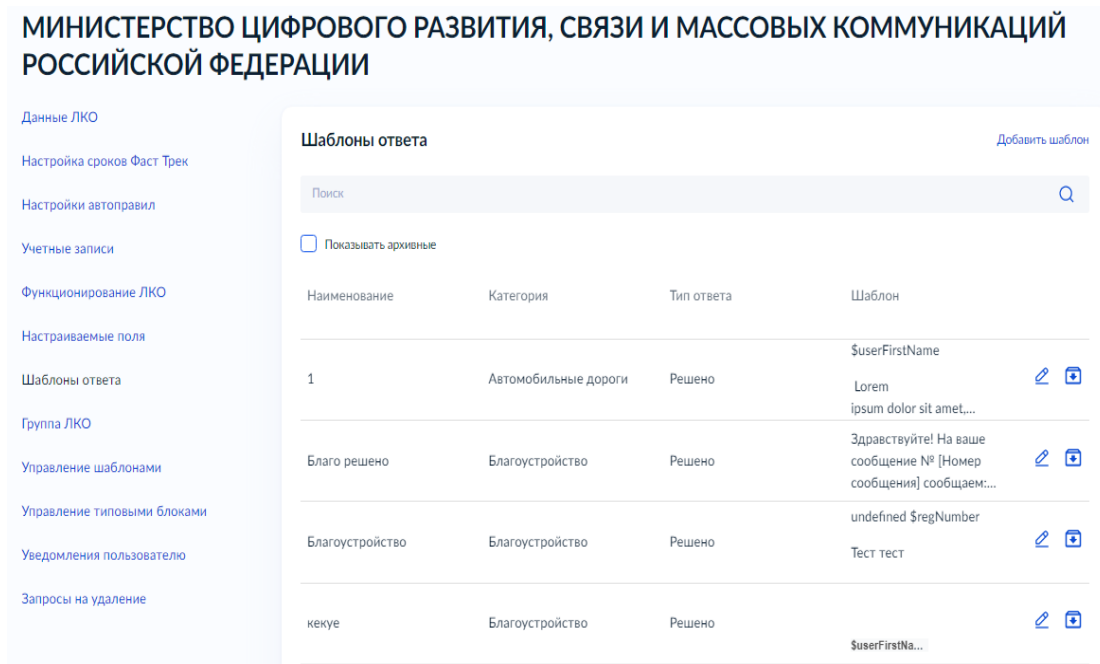 МИНИСТЕРСТВО ЦИФРОВОГО РАЗВИТИЯ, СВЯЗИ И МАССОВЫХ КОММУНИКАЦИЙ
РОССИЙСКОЙ ФЕДЕРАЦИИ
Данные ЛКО
Настройка сроков Фаст Трек
Настройки автоправил
Учетные записи
Функционирование ЛКО
Настраиваемые поля
Шаблоны ответа
Группа ЛКО
Управление шаблонами
Управление типовыми блоками
Уведомления пользователю
Запросы на удаление
Шаблоны ответа
Добавить шаблон
Поиск
Показывать архивные
Наименование Категория Тип ответа Шаблон
1 Автомобильные дороги Решено
$userFirstName
Lorem
ipsum dolor sit amet,...
Благо решено Благоустройство Решено
Здравствуйте! На ваше
сообщение № [Номер
сообщения] сообщаем:...
Благоустройство Благоустройство Решено
undefined $regNumber
Тест тест
кекуе Благоустройство Решено
$userFirstNa...